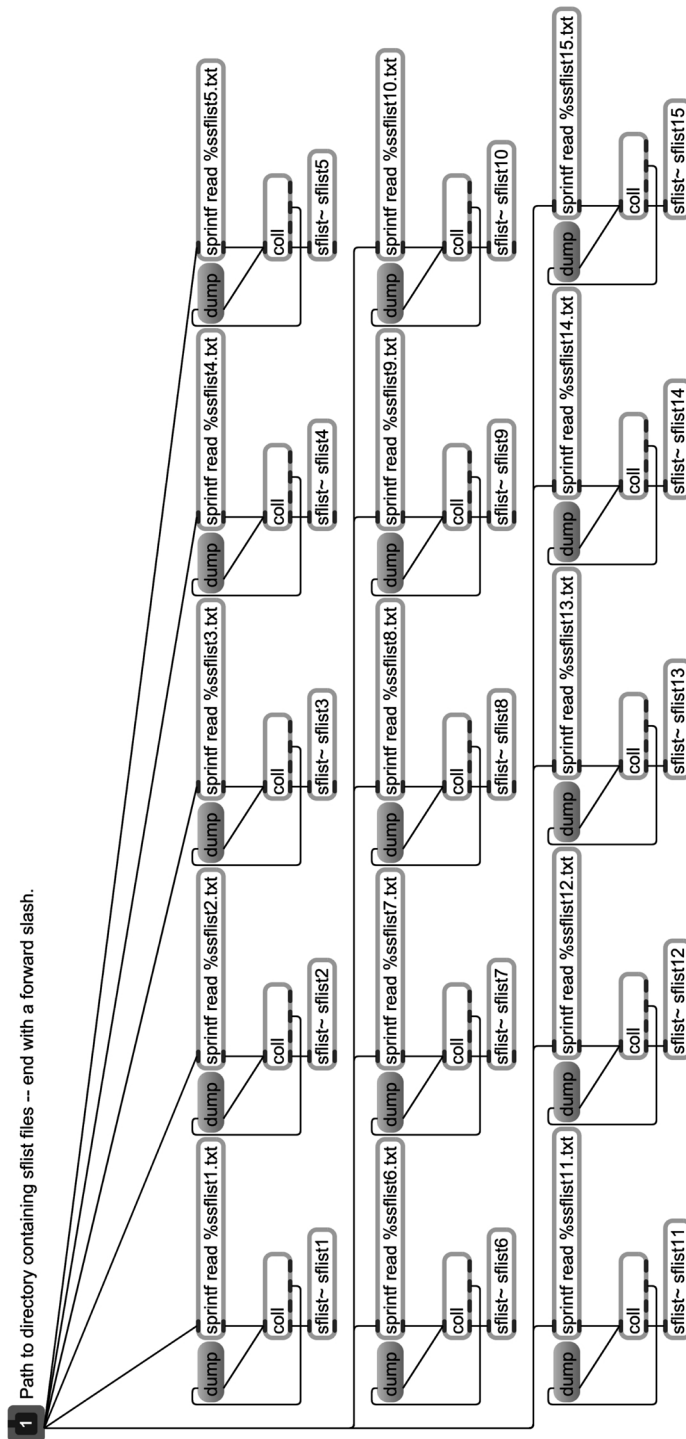 1 Path to directory containing sflist files -- end with a forward slash.
sprintf read %ssflist1.txt
dump
coll
sflist~ sflist1
sprintf read %ssflist2.txt
dump
coll
sflist~ sflist2
sprintf read %ssflist3.txt
dump
coll
sflist~ sflist3
sprintf read %ssflist4.txt
dump
coll
sflist~ sflist4
sprintf read %ssflist5.txt
dump
coll
sflist~ sflist5
sprintf read %ssflist6.txt
dump
coll
sflist~ sflist6
sprintf read %ssflist7.txt
dump
coll
sflist~ sflist7
sprintf read %ssflist8.txt
dump
coll
sflist~ sflist8
sprintf read %ssflist9.txt
dump
coll
sflist~ sflist9
sprintf read %ssflist10.txt
dump
coll
sflist~ sflist10
sprintf read %ssflist11.txt
dump
coll
sflist~ sflist11
sprintf read %ssflist12.txt
dump
coll
sflist~ sflist12
sprintf read %ssflist13.txt
dump
coll
sflist~ sflist13
sprintf read %ssflist14.txt
dump
coll
sflist~ sflist14
sprintf read %ssflist15.txt
dump
coll
sflist~ sflist15